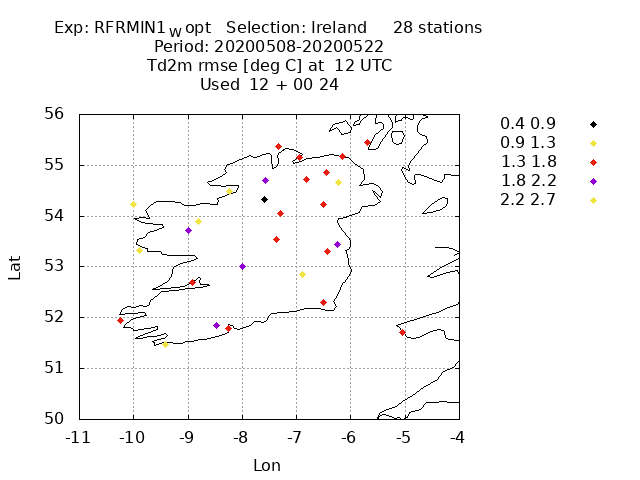 Exp: RFRMIN1_W opt Selection: Ireland 28 stations
Period: 20200508-20200522
Td2m rmse [deg C] at 12 UTC
Used 12 + 00 24
56
55
54
53
52
51
50
-11 -10 -9 -8 -7 -6 -5 -4
Lat
Lon
0.4 0.9
0.9 1.3
1.3 1.8
1.8 2.2
2.2 2.7